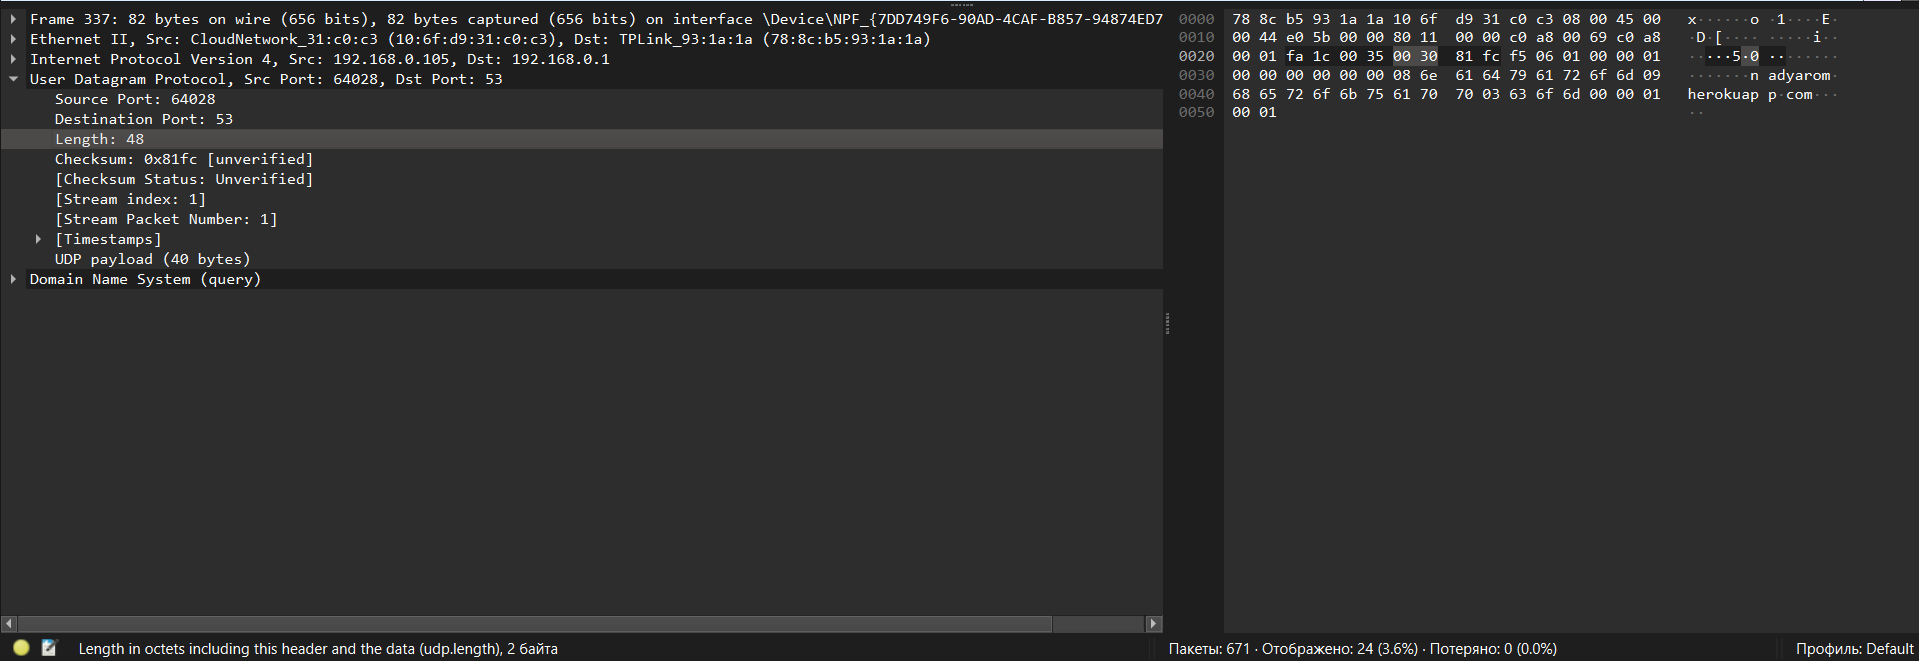 Frame 337: 82 bytes on wire (656 bits), 82 bytes captured (656 bits) on interface \Device\NPF_{7DD749F6-90AD-4CAF-B857-94874ED7
Ethernet II, Src: CloudNetwork_31:c0:c3 (10:6f:d9:31:c0:c3), Dst: TPLink_93:1a:1a (78:8c:b5:93:1a:1a)
Internet Protocol Version 4, Src: 192.168.0.105, Dst: 192.168.0.1
User Datagram Protocol, Src Port: 64028, Dst Port: 53
Source Port: 64028
Destination Port: 53
Length: 48
Checksum: 0x81fc [unverified]
[Checksum Status: Unverified]
[Stream index: 1]
[Stream Packet Number: 1]
[Timestamps]
UDP payload (40 bytes)
Domain Name System (query)
0000 78 8c b5 93 1a 1a 10 6f d9 31 c0 c3 08 00 45 00 x······o ·1····E·
0010 00 44 e0 5b 00 00 80 11 00 00 c0 a8 00 69 c0 a8 ·D·[···· ·····i··
0020 00 01 fa 1c 00 35 00 30 81 fc f5 06 01 00 00 01 ·····5·0 ········
0030 00 00 00 00 00 00 08 6e 61 64 79 61 72 6f 6d 09 ·······n adyarom·
0040 68 65 72 6f 6b 75 61 70 70 03 63 6f 6d 00 00 01 herokuap p·com···
0050 00 01 ··
Length in octets including this header and the data (udp.length), 2 байта
Пакеты: 671 · Отображено: 24 (3.6%) · Потеряно: 0 (0.0%)
Профиль: Default